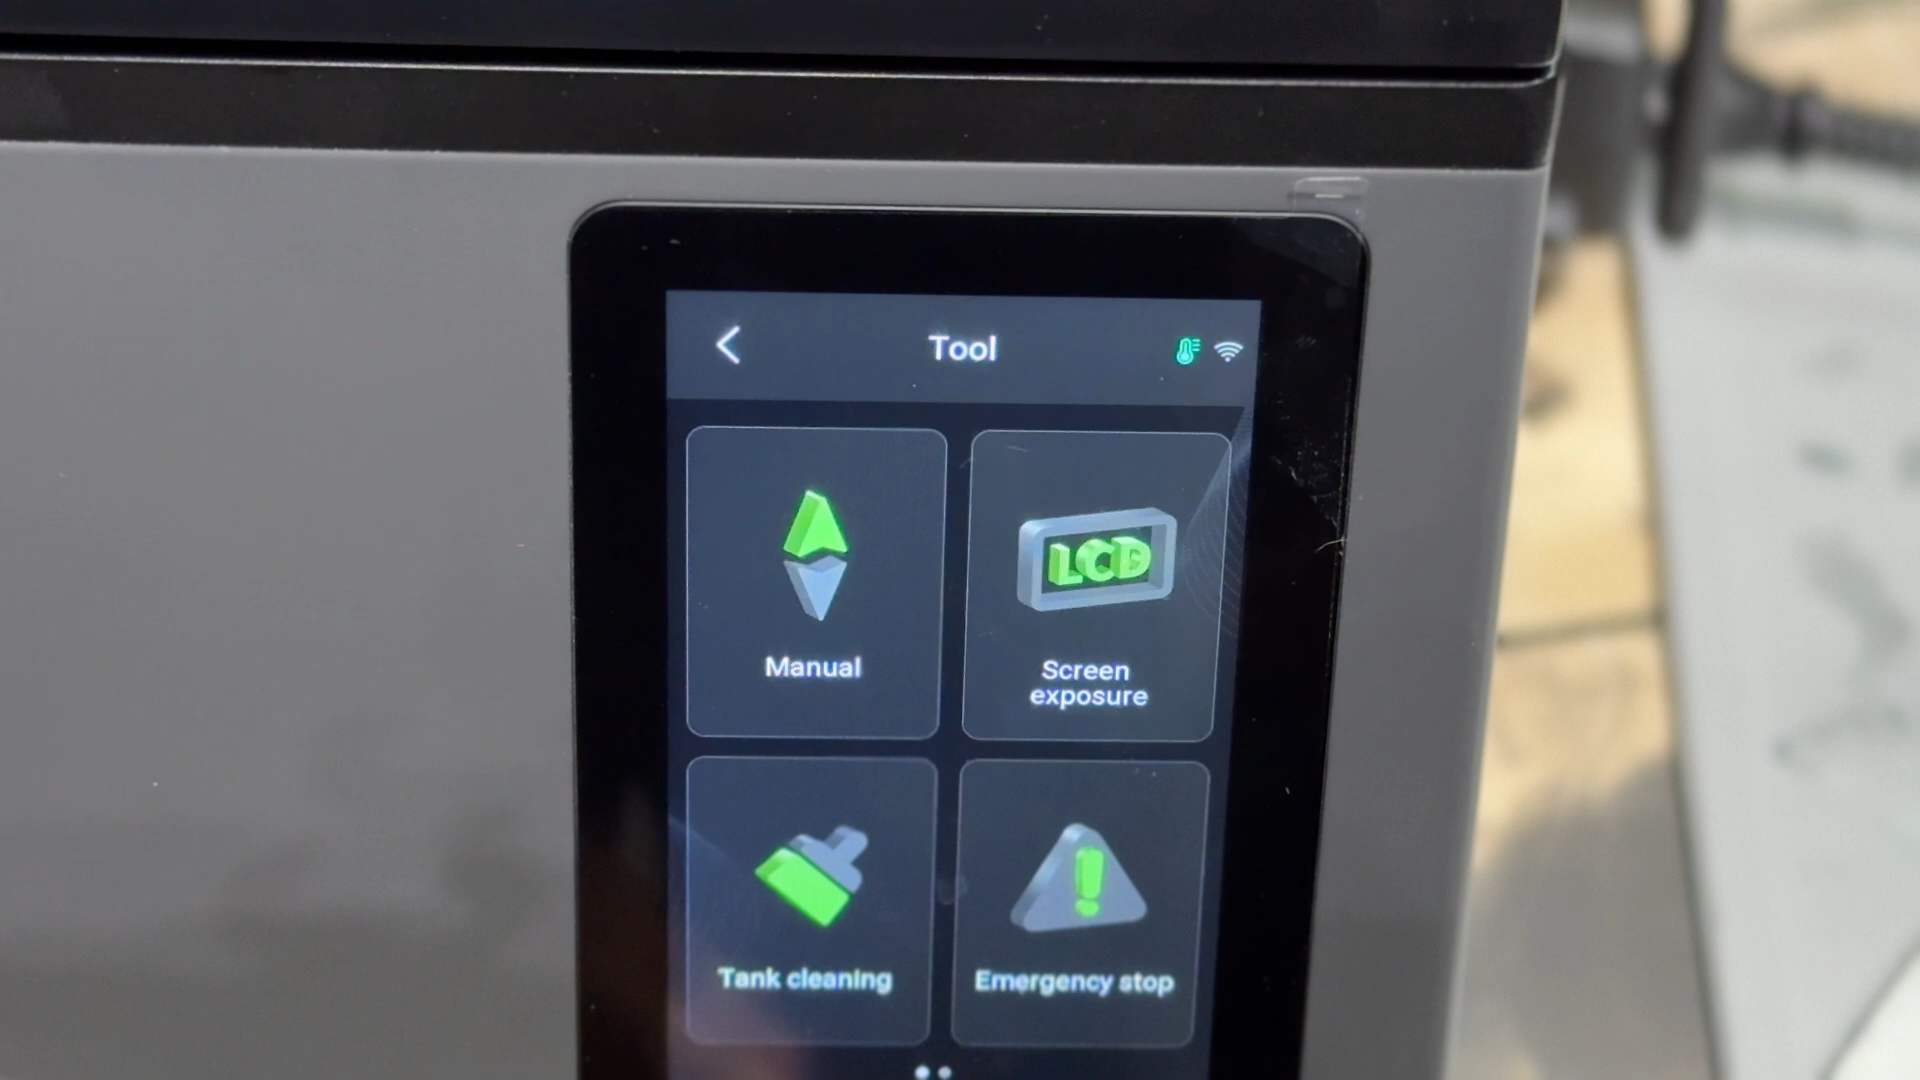 Tool
Manual
LCD
Screen
exposure
Tank cleaning
Emergency stop